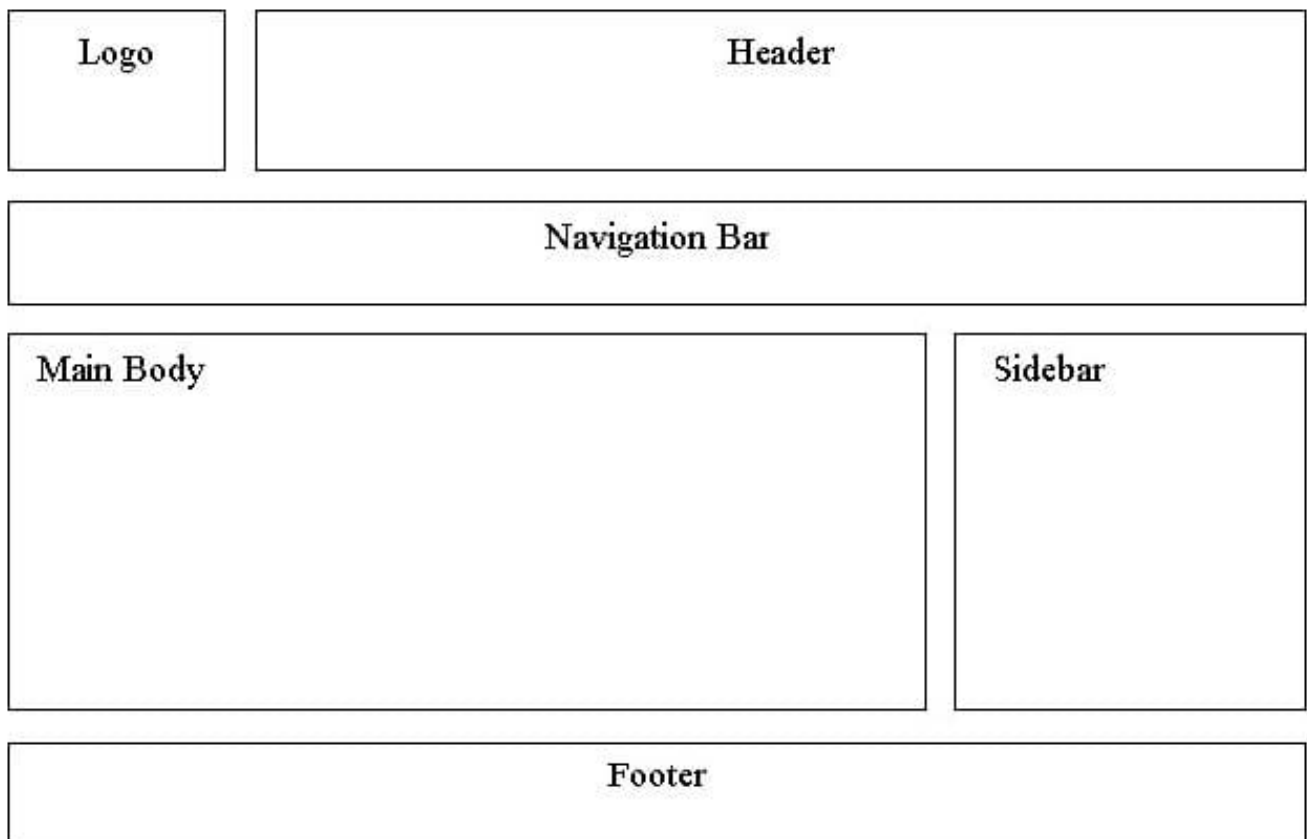 Logo
Header
Navigation Bar
Main Body
Sidebar
Footer